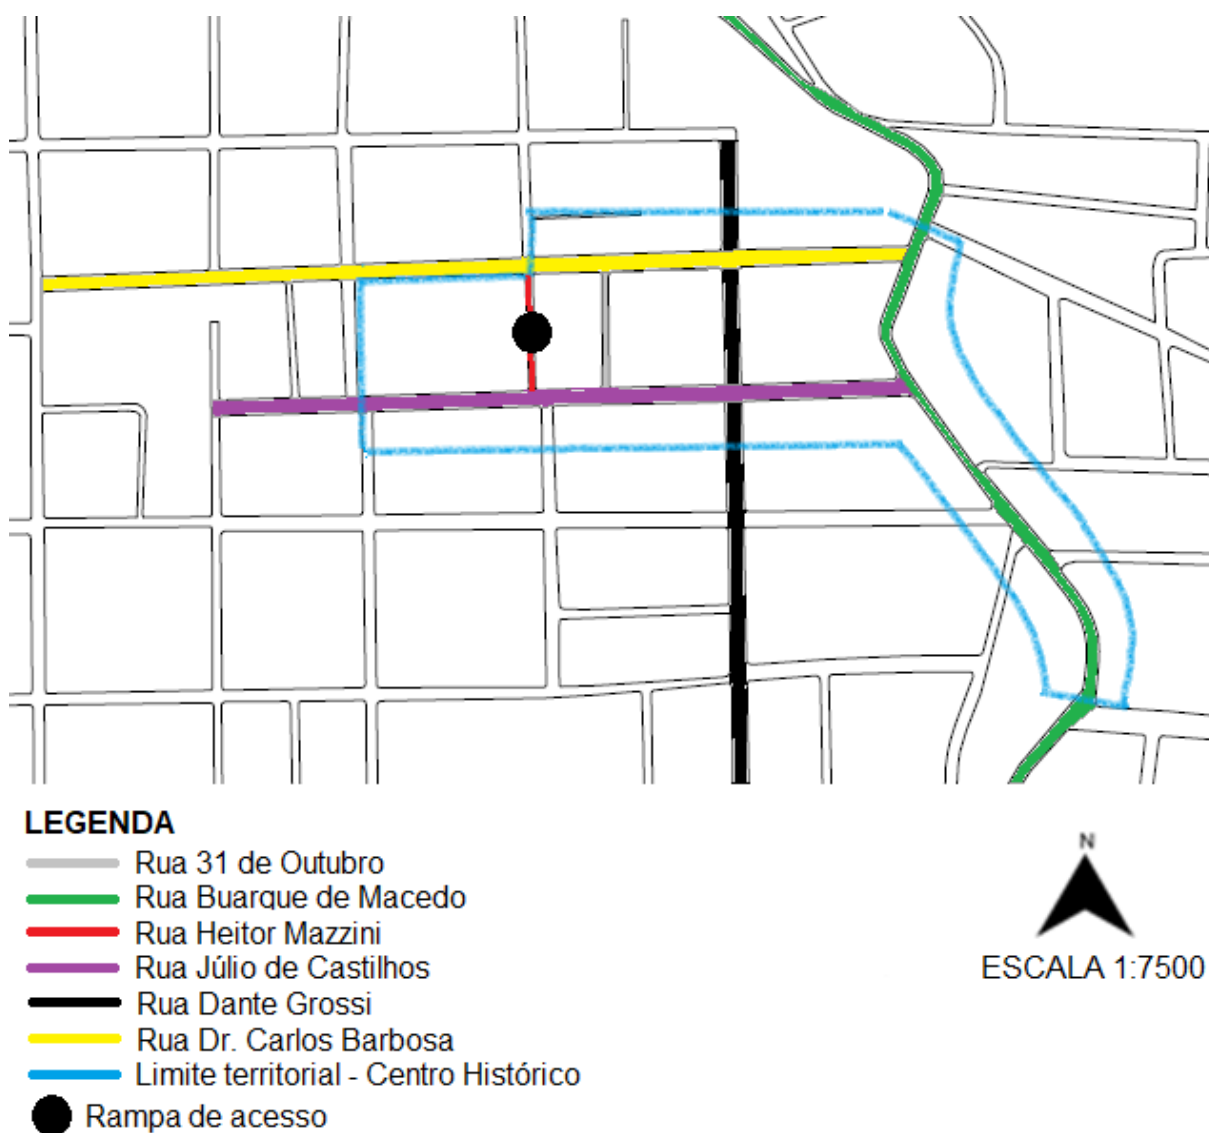 LEGENDA
Rua 31 de Outubro
Rua Buarque de Macedo
Rua Heitor Mazzini
Rua Júlio de Castilhos
Rua Dante Grossi
Rua Dr. Carlos Barbosa
Limite territorial - Centro Histórico
Rampa de acesso
N
ESCALA 1:7500